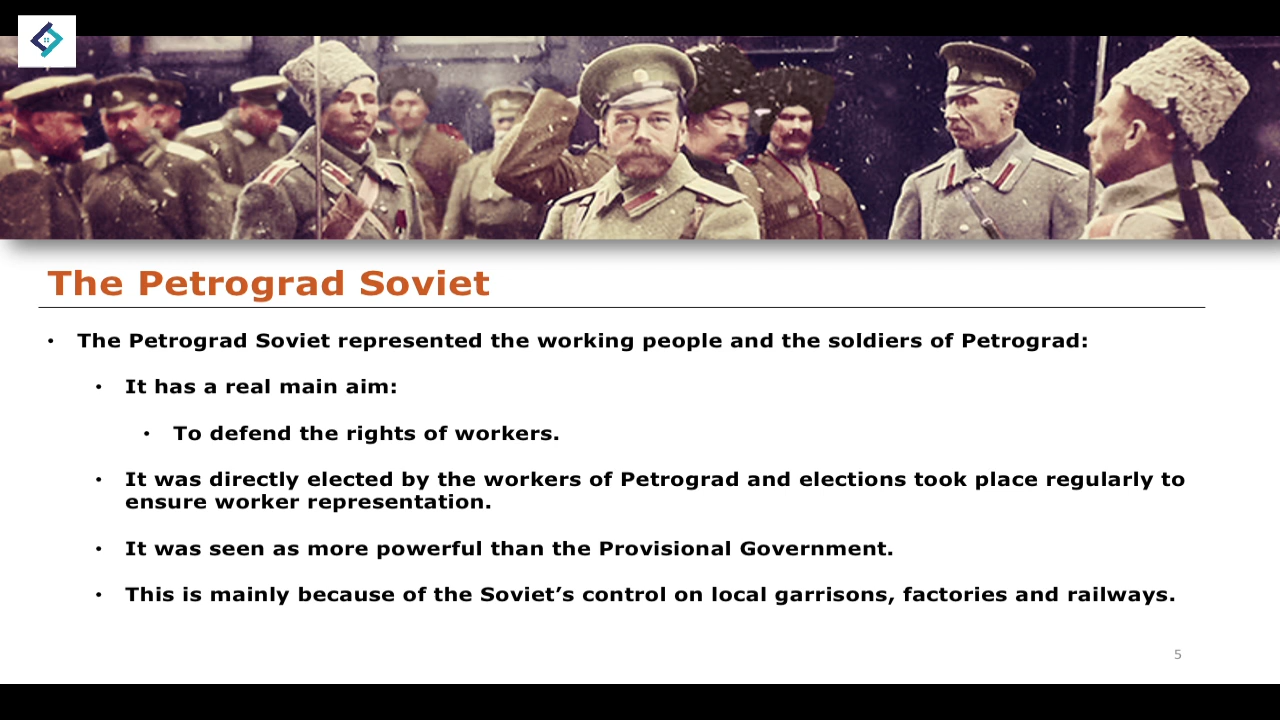 The Petrograd Soviet
• The Petrograd Soviet represented the working people and the soldiers of Petrograd:
• It has a real main aim:
• To defend the rights of workers.
• It was directly elected by the workers of Petrograd and elections took place regularly to
ensure worker representation.
• It was seen as more powerful than the Provisional Government.
• This is mainly because of the Soviet’s control on local garrisons, factories and railways.
5